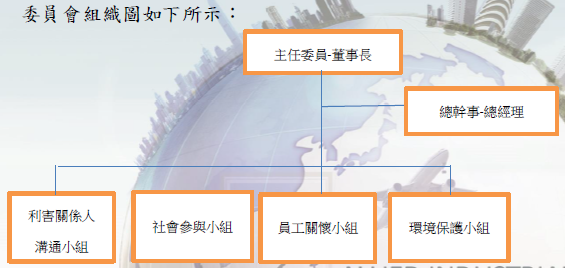 委員會組織圖如下所示：
主任委員-董事長
總幹事-總經理
利害關係人
溝通小組
社會參與小組
員工關懷小組
環境保護小組